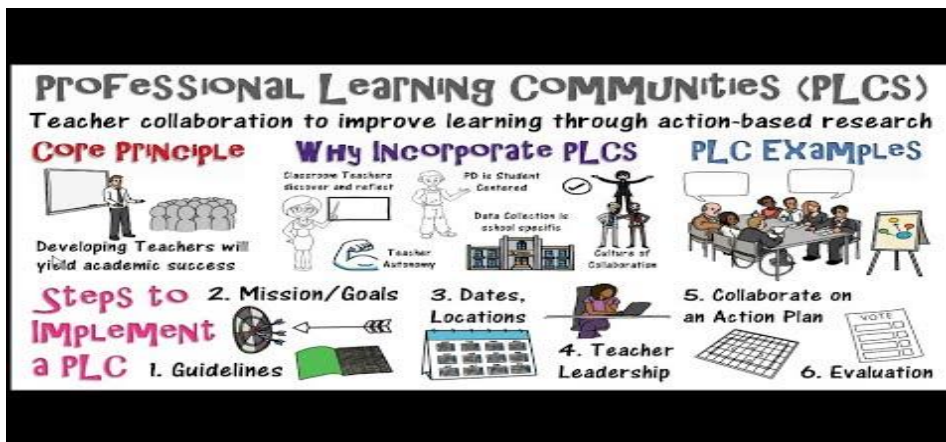 Professional Learning Communities (PLCs)
Teacher collaboration to improve learning through action-based research
Core Principle
Developing Teachers will
yield academic success
Why Incorporate PLCs
Classroom Teachers
discover and reflect
PD is Student
Centered
Teacher
Autonomy
Data Collection is
school specific
Culture of
Collaboration
PLC Examples
Steps to
Implement
a PLC
1. Guidelines
2. Mission/Goals
3. Dates,
Locations
4. Teacher
Leadership
5. Collaborate on
an Action Plan
VOTE
6. Evaluation